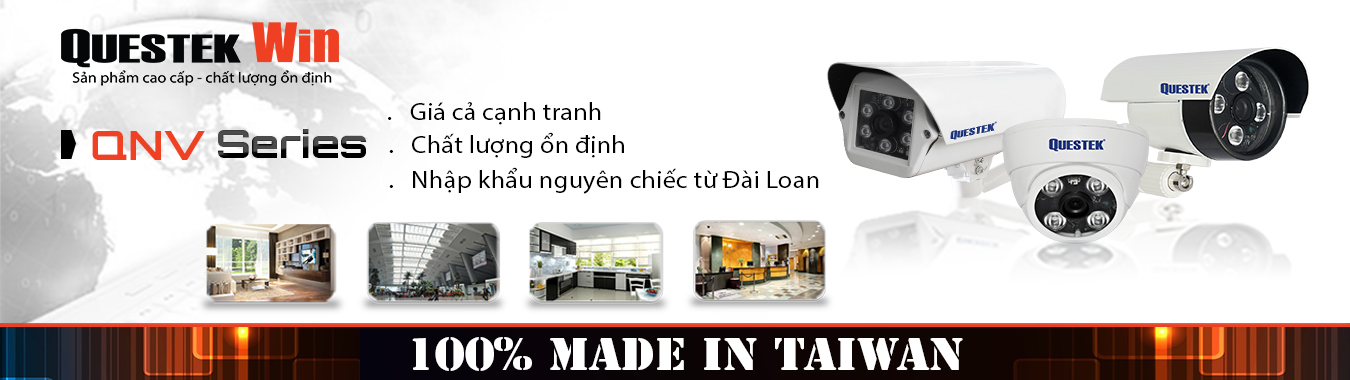 QUESTEK Win
Sản phẩm cao cấp - chất lượng ổn định
QNV Series
. Giá cả cạnh tranh
. Chất lượng ổn định
. Nhập khẩu nguyên chiếc từ Đài Loan
QUESTEK
QUESTEK
QUESTEK
100% MADE IN TAIWAN